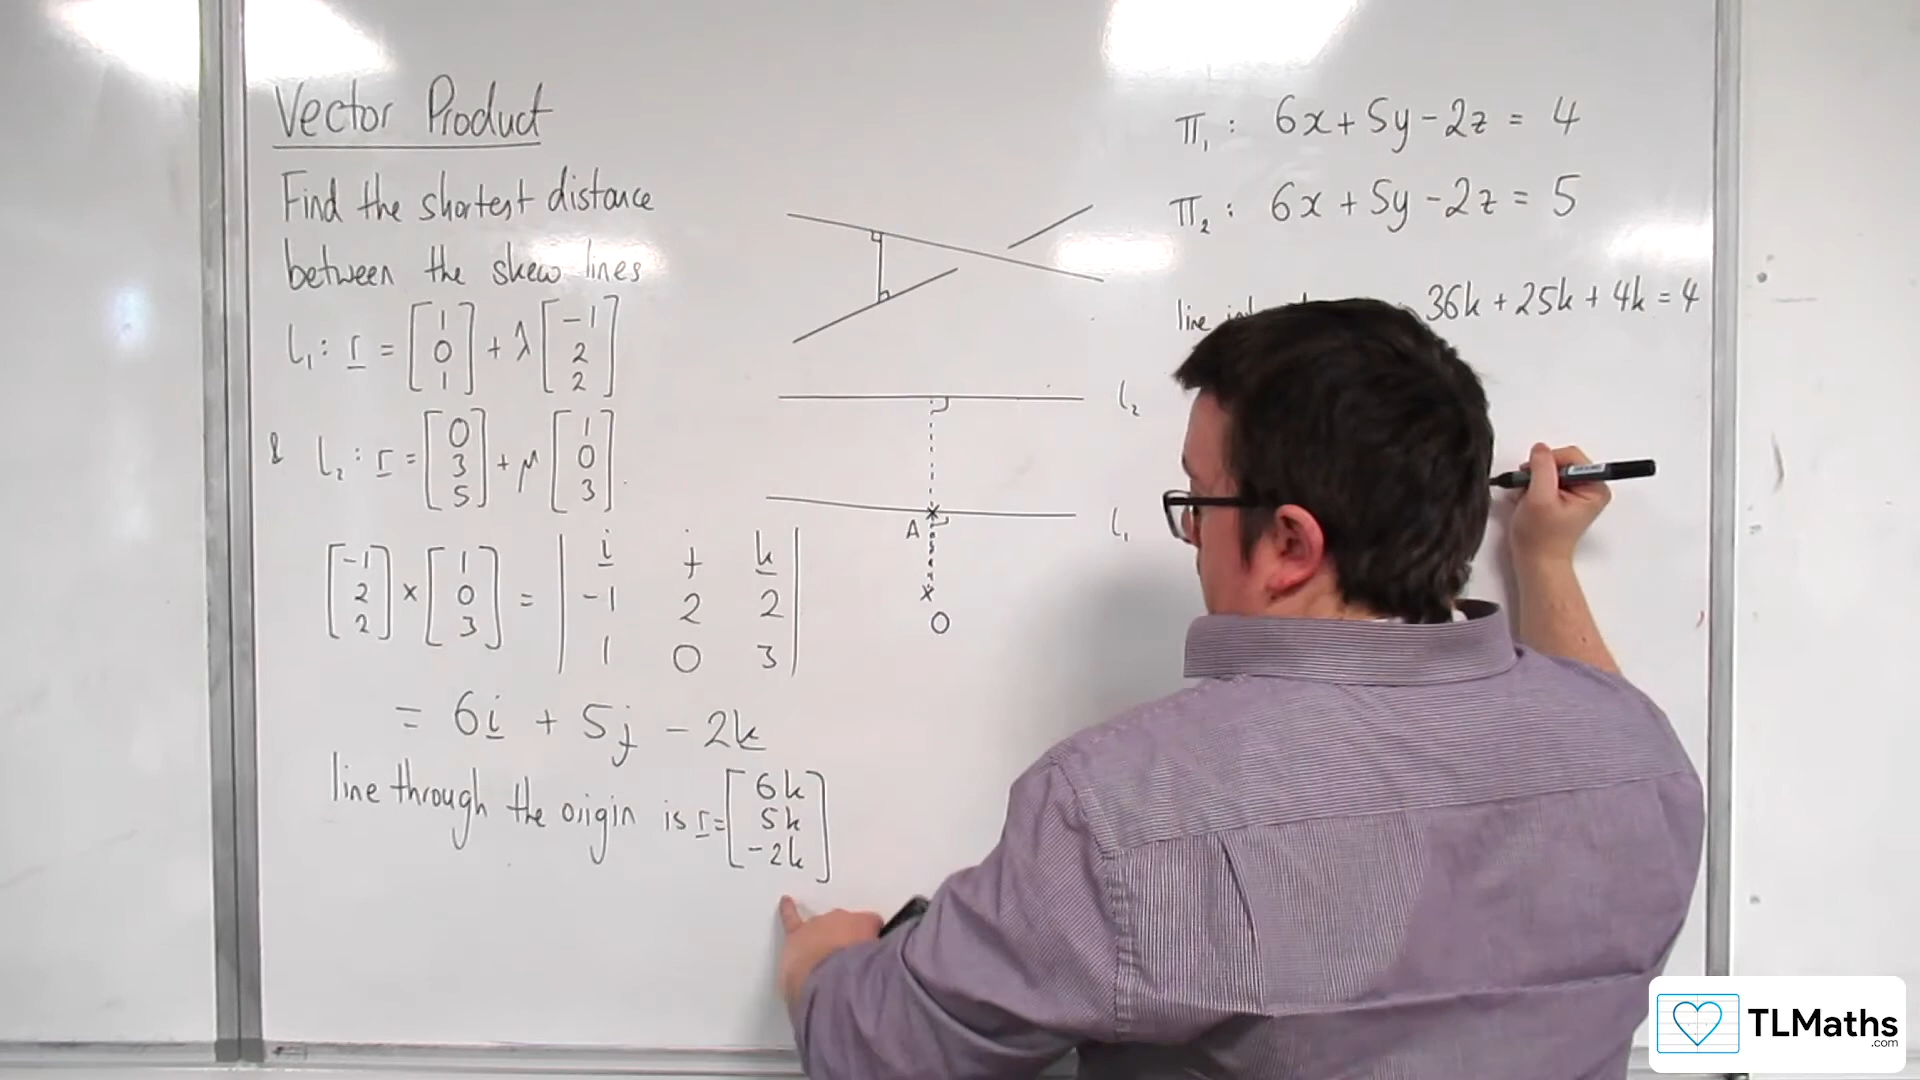 Vector Product
Find the shortest distance
between the skew lines
l₁: r = [1 0 1] + λ [-1 2 2]
& l₂: r = [0 3 5] + μ [1 0 3].
[-1 2 2] × [1 0 3] = | i j k
-1 2 2
1 0 3 |
= 6i + 5j - 2k
line through the origin is r = [6k 5k -2k]
l₂
A l₁
O
π₁: 6x + 5y - 2z = 4
π₂: 6x + 5y - 2z = 5
line 36k + 25k + 4k = 4
TLMaths
.com